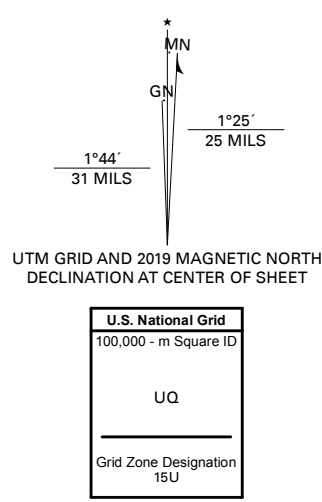 MN
GN
1°25´
25 MILS
1°44´
31 MILS
UTM GRID AND 2019 MAGNETIC NORTH
DECLINATION AT CENTER OF SHEET
U.S. National Grid
100,000 - m Square ID
UQ
Grid Zone Designation
15U